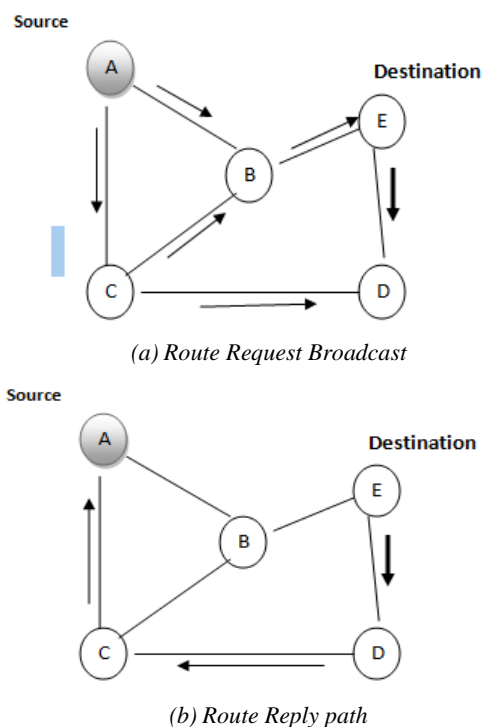 Source
A
Destination
E
B
C
D
(a) Route Request Broadcast
Source
A
Destination
E
B
C
D
(b) Route Reply path